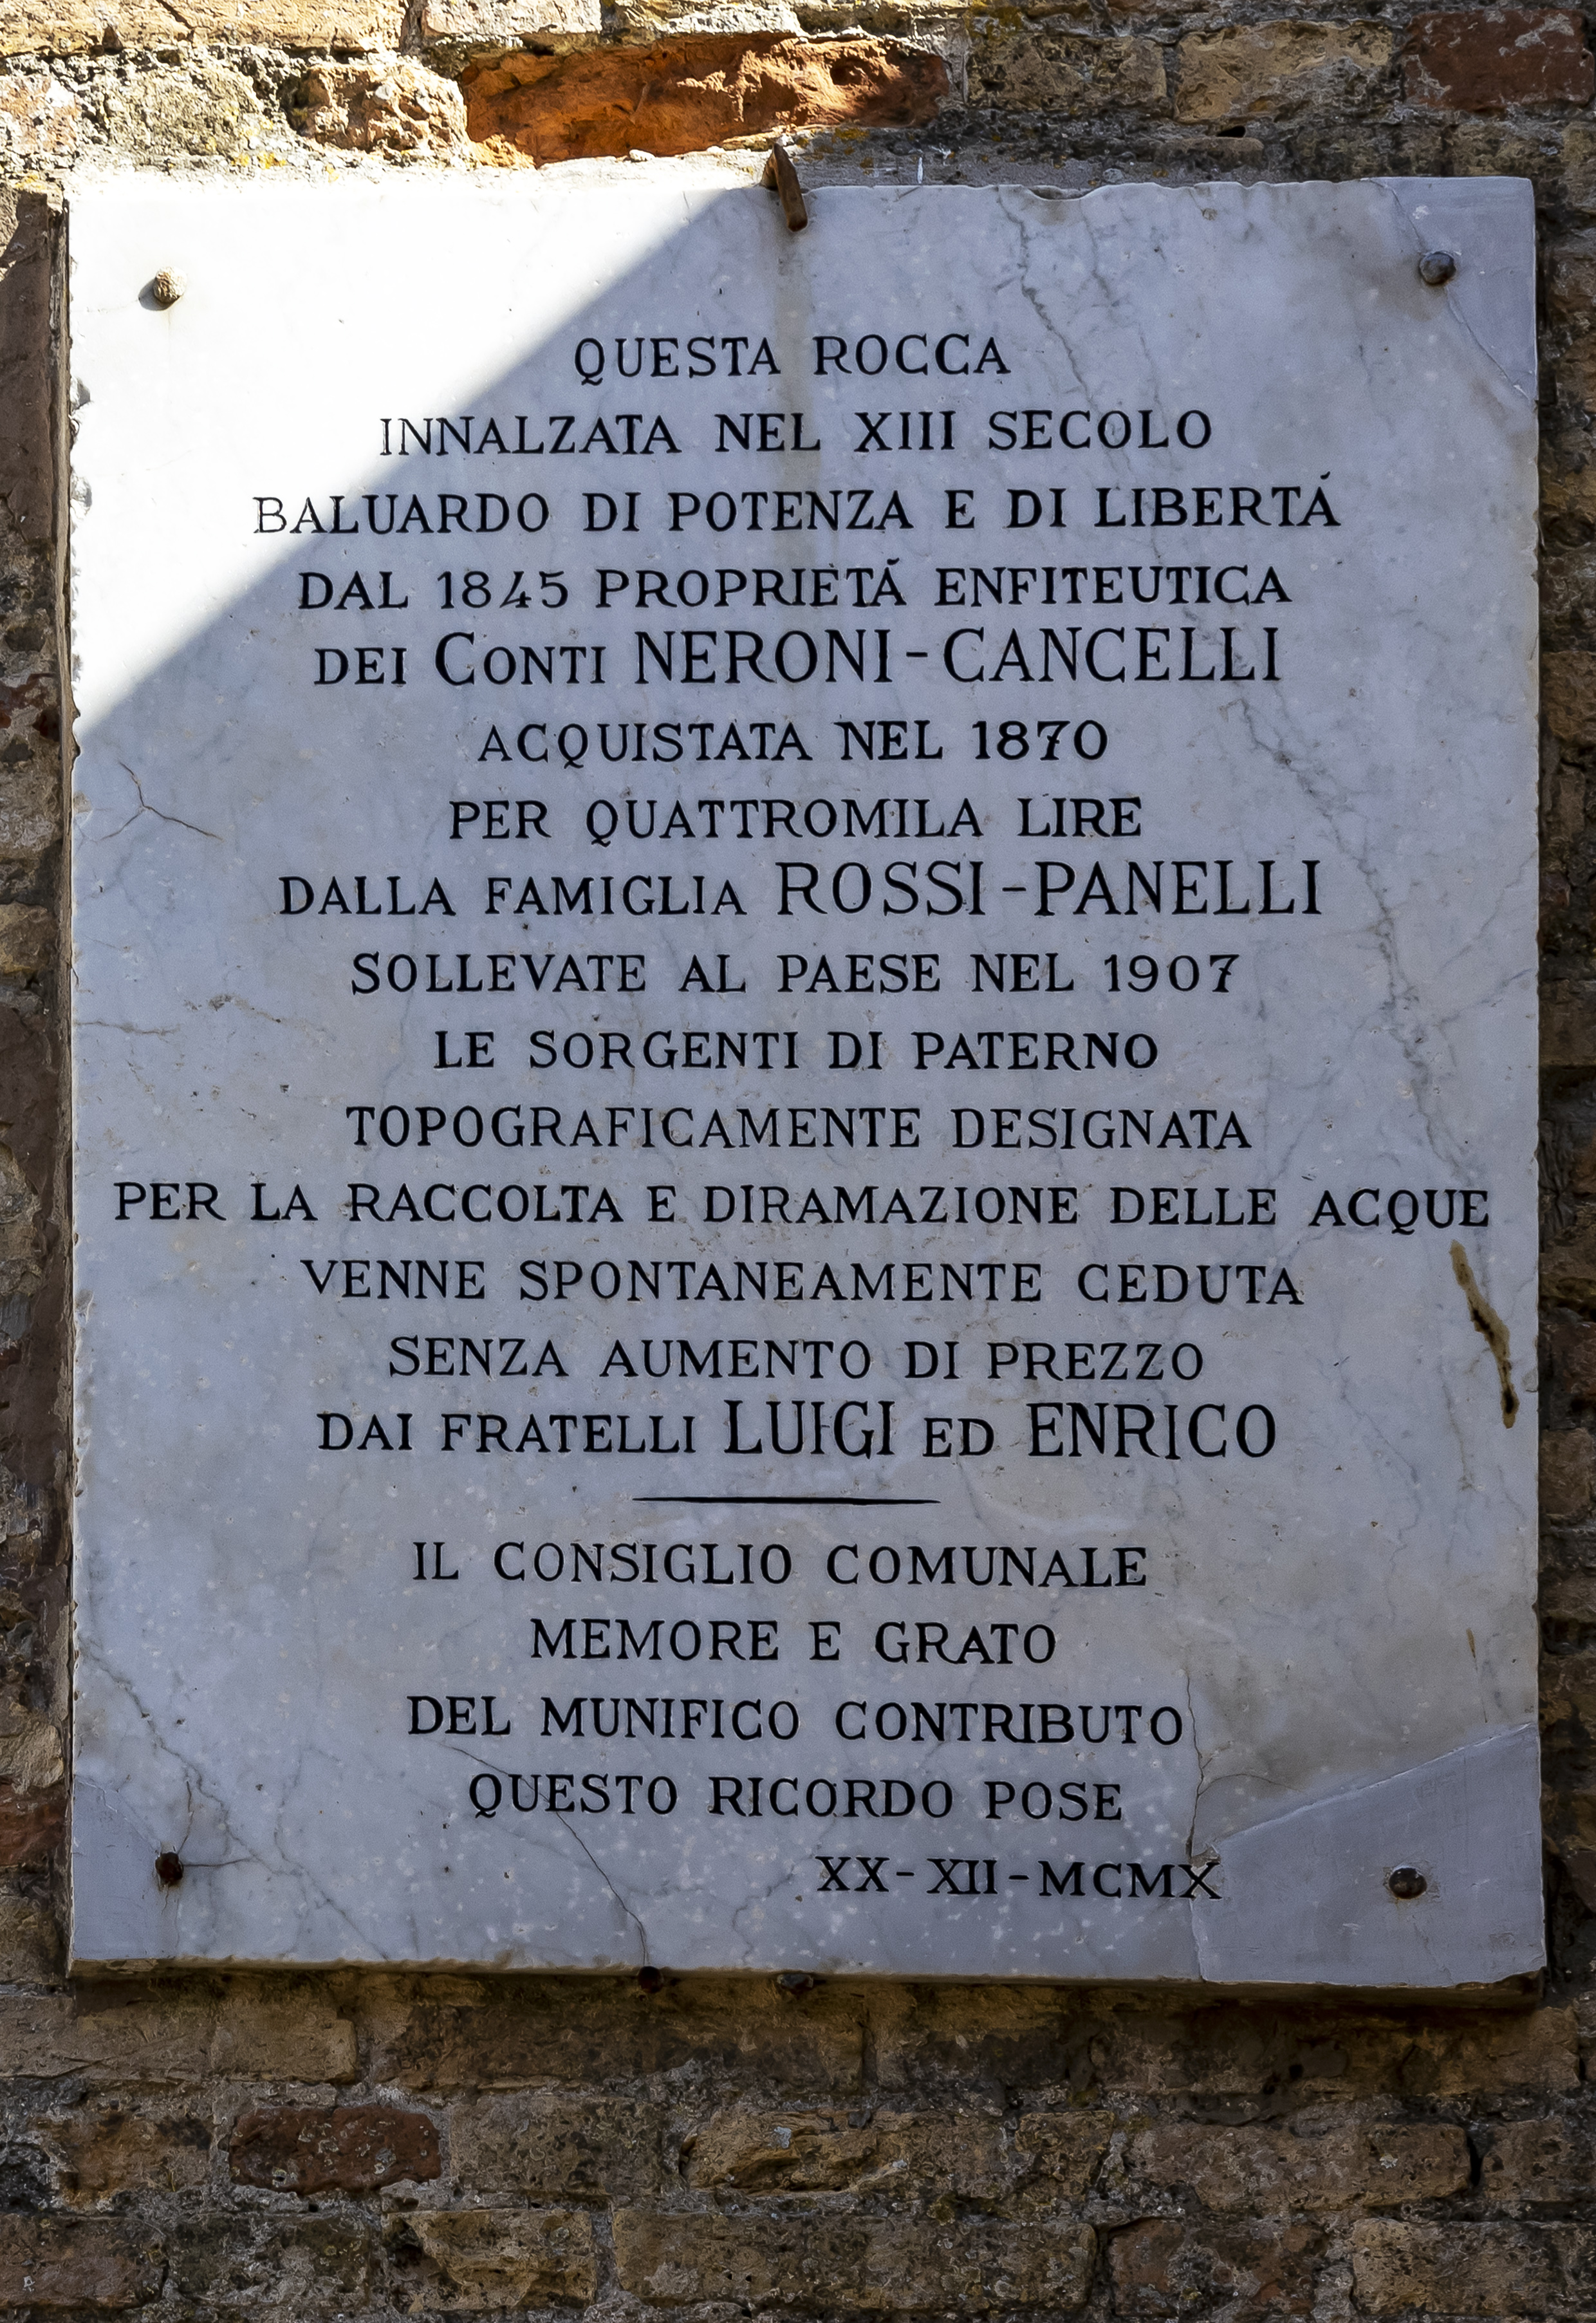 QUESTA ROCCA
INNALZATA NEL XIII SECOLO
BALUARDO DI POTENZA E DI LIBERTÁ
DAL 1845 PROPRIETÁ ENFITEUTICA
DEI CONTI NERONI-CANCELLI
ACQUISTATA NEL 1870
PER QUATTROMILA LIRE
DALLA FAMIGLIA ROSSI-PANELLI
SOLLEVATE AL PAESE NEL 1907
LE SORGENTI DI PATERNO
TOPOGRAFICAMENTE DESIGNATA
PER LA RACCOLTA E DIRAMAZIONE DELLE ACQUE
VENNE SPONTANEAMENTE CEDUTA
SENZA AUMENTO DI PREZZO
DAI FRATELLI LUIGI ED ENRICO
IL CONSIGLIO COMUNALE
MEMORE E GRATO
DEL MUNIFICO CONTRIBUTO
QUESTO RICORDO POSE
XX-XII-MCMX